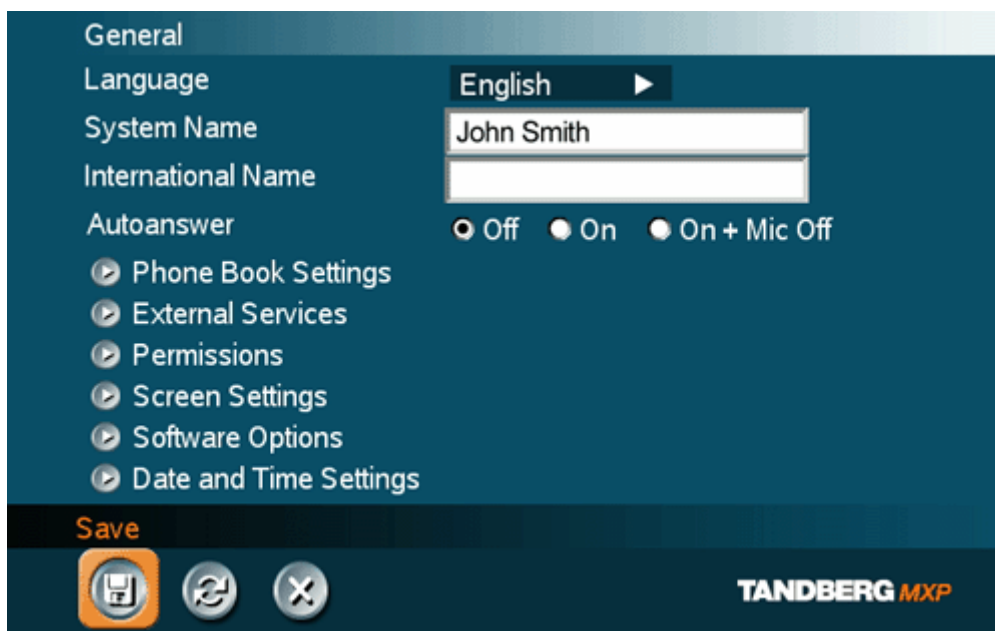 General
Language English
System Name John Smith
International Name
Autoanswer Off On On + Mic Off
Phone Book Settings
External Services
Permissions
Screen Settings
Software Options
Date and Time Settings
Save
TANDBERG MXP